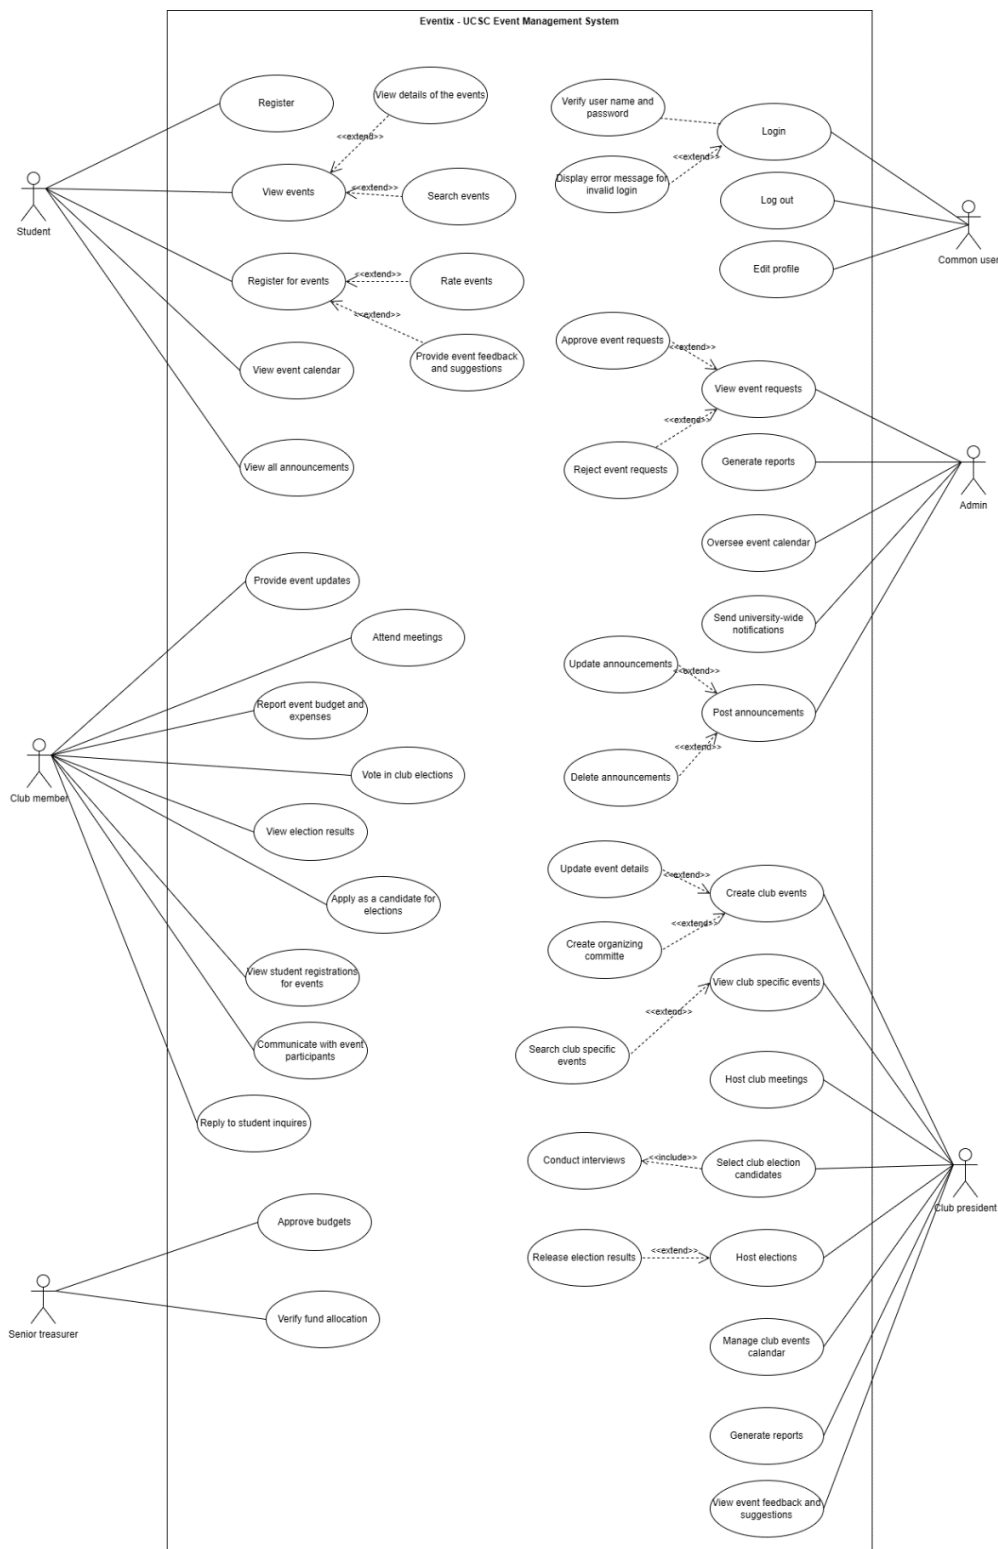 Eventix - UCSC Event Management System
Register
View details of the events
<<extend>>
View events
<<extend>>
Search events
Student
Register for events
<<extend>>
Rate events
<<extend>>
Provide event feedback
and suggestions
View event calendar
View all announcements
Verify user name and
password
Login
<<extend>>
Display error message for
invalid login
Log out
Common user
Edit profile
Approve event requests
<<extend>>
View event requests
<<extend>>
Reject event requests
Generate reports
Admin
Oversee event calendar
Send university-wide
notifications
Update announcements
<<extend>>
Post announcements
<<extend>>
Delete announcements
Provide event updates
Attend meetings
Report event budget and
expenses
Vote in club elections
Club member
View election results
Apply as a candidate for
elections
View student registrations
for events
Communicate with event
participants
Reply to student inquires
Update event details
<<extend>>
Create club events
<<extend>>
Create organizing
committe
View club specific events
<<extend>>
Search club specific
events
Host club meetings
Conduct interviews
<<include>>
Select club election
candidates
Club president
Release election results
<<extend>>
Host elections
Manage club events
calandar
Generate reports
View event feedback and
suggestions
Approve budgets
Senior treasurer
Verify fund allocation